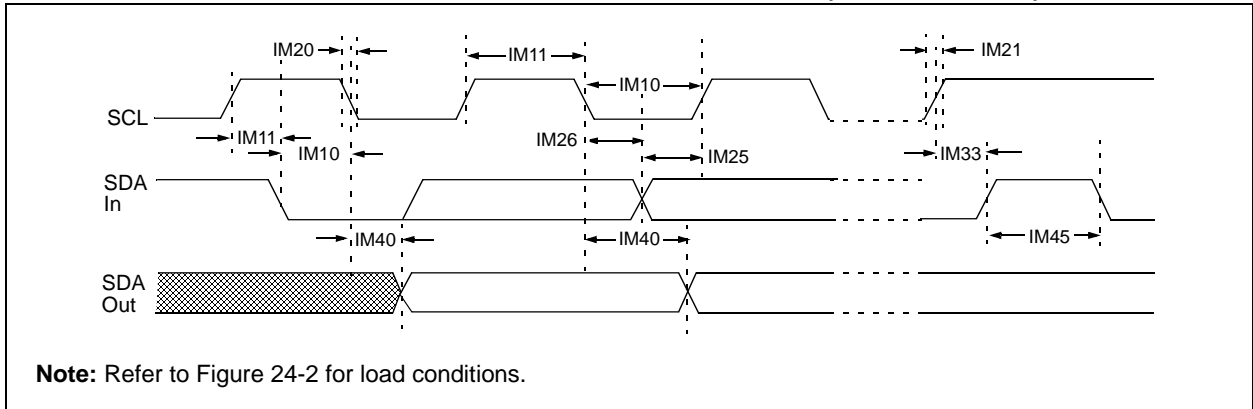 IM20
IM11
IM21
IM10
SCL
IM11
IM26
IM10
IM25
IM33
SDA
In
IM40
IM40
IM45
SDA
Out
Note: Refer to Figure 24-2 for load conditions.